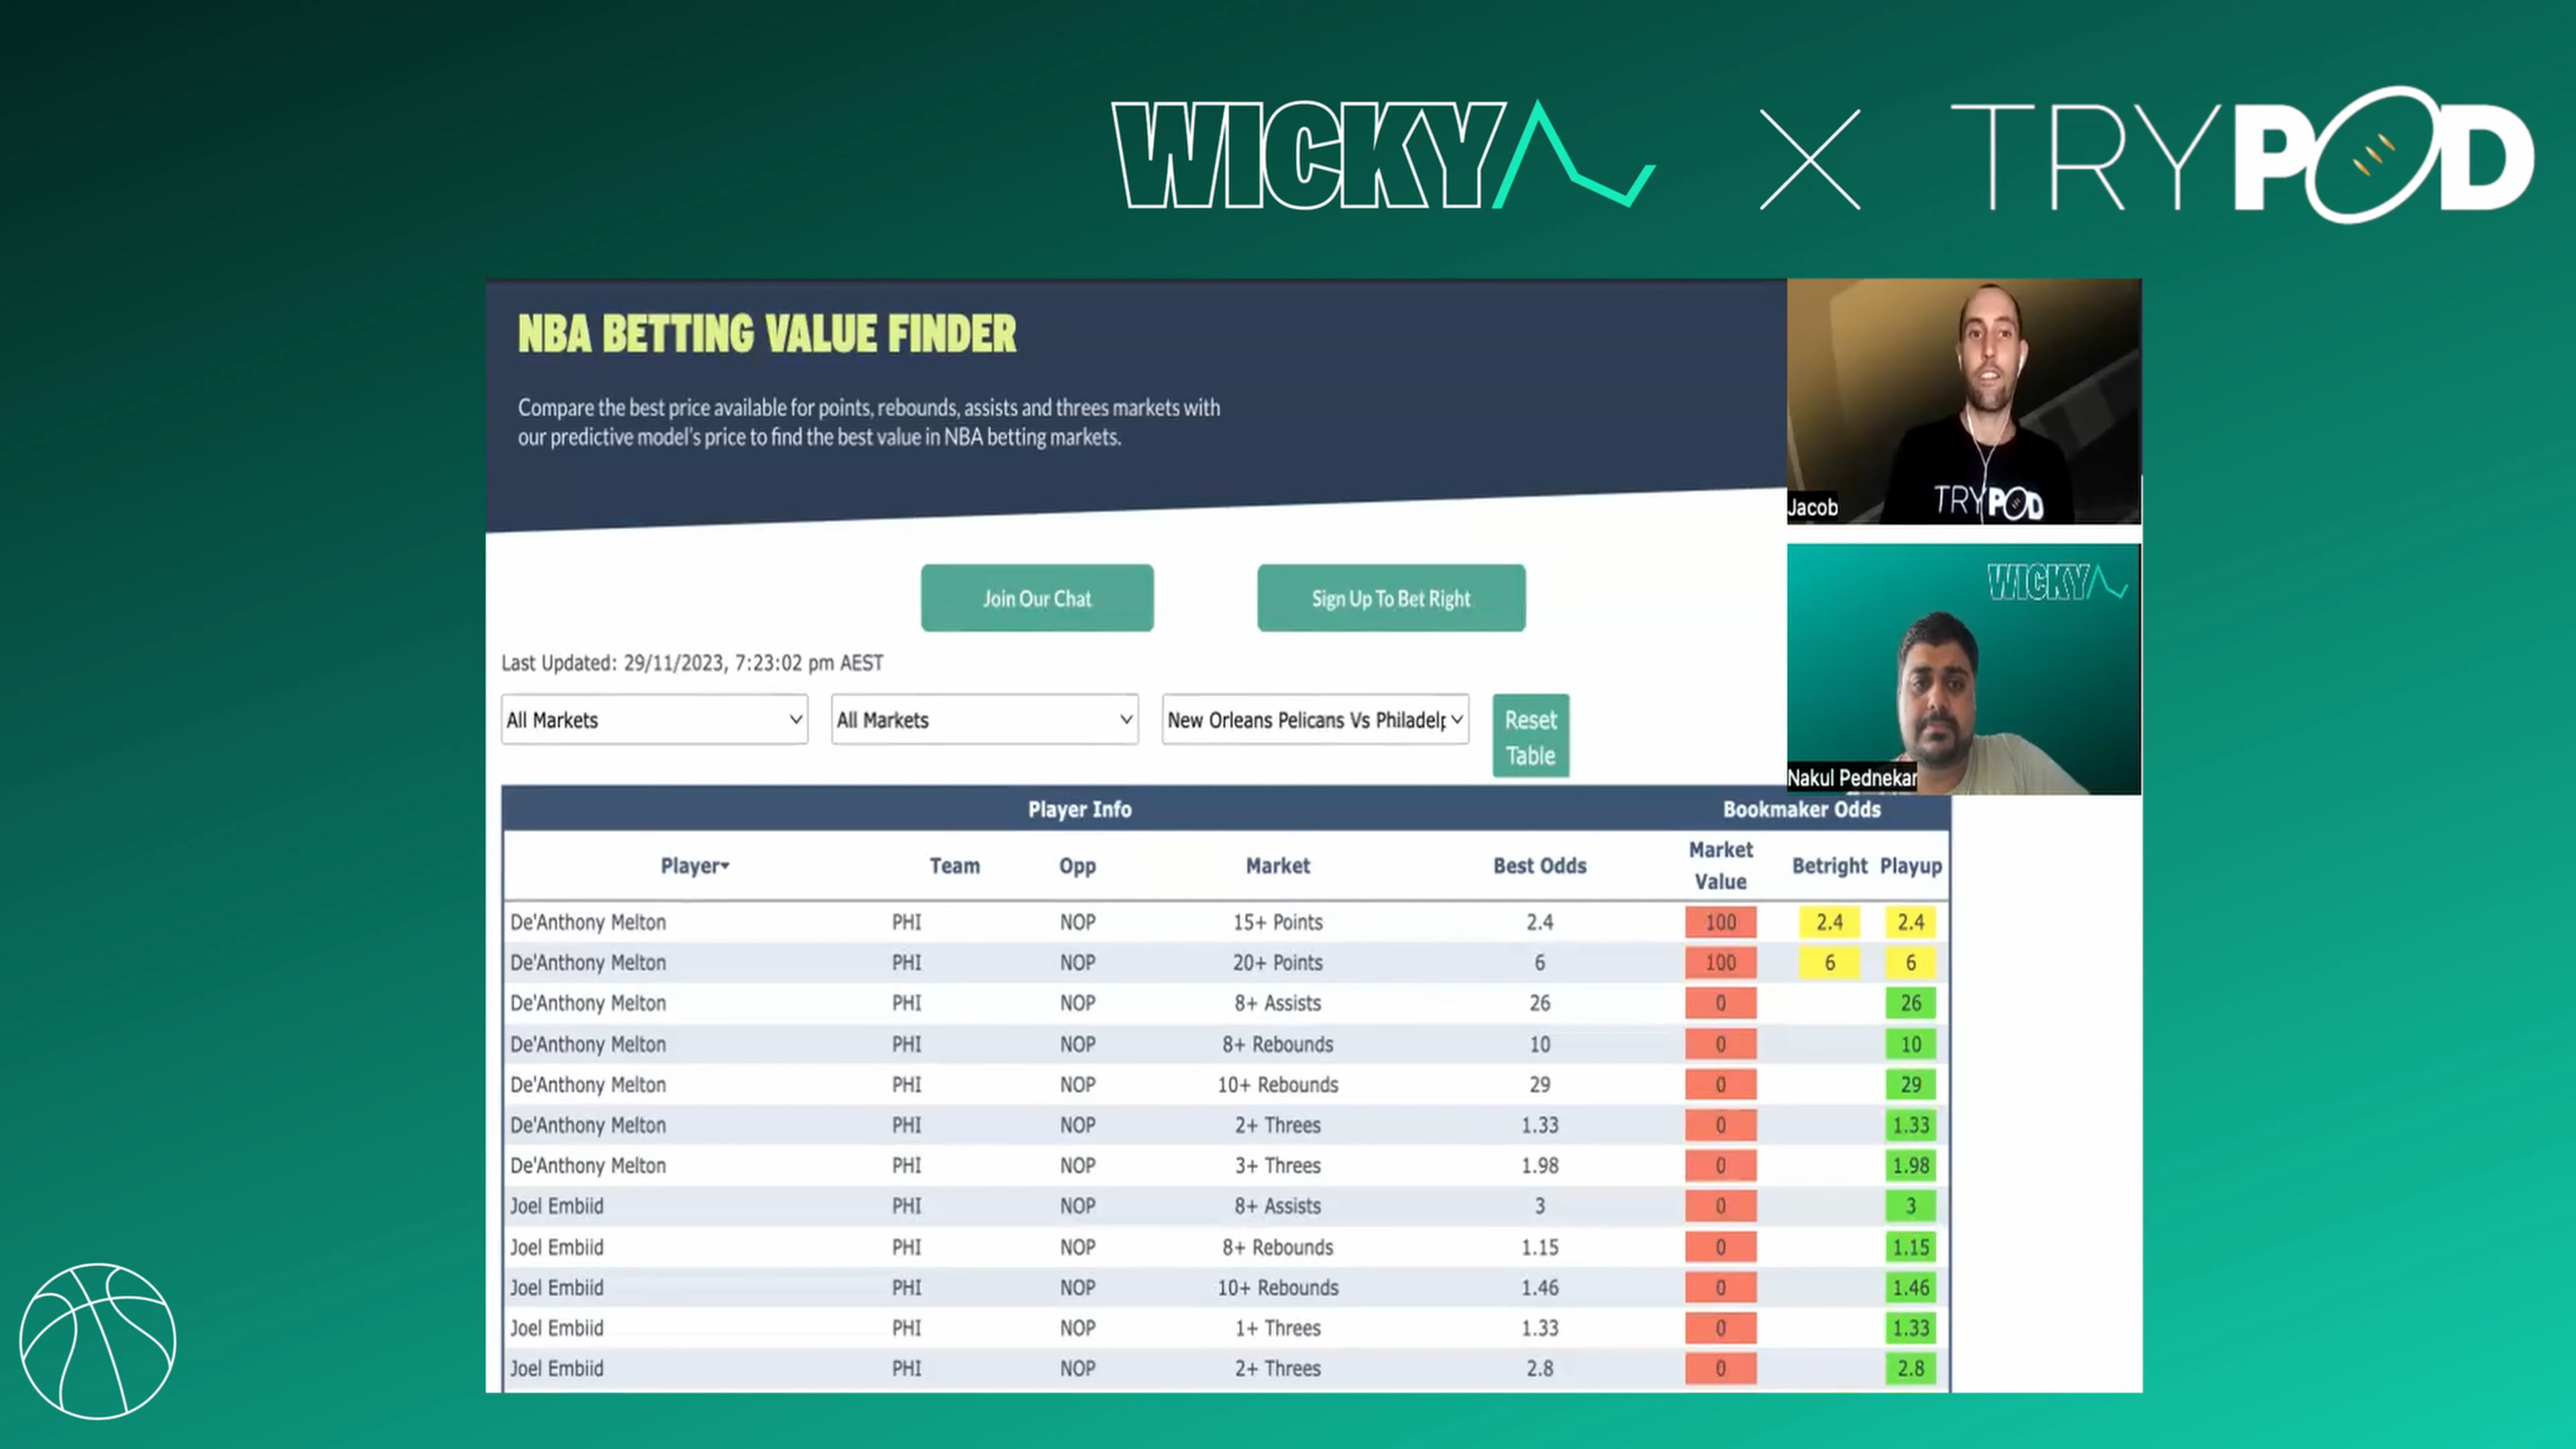 WICKY X TRYPOD
NBA BETTING VALUE FINDER
Compare the best price available for points, rebounds, assists and threes markets with
our predictive model's price to find the best value in NBA betting markets.
TRYPOD
Jacob
WICKY
Nakul Pednekar
Join Our Chat Sign Up To Bet Right
Last Updated: 29/11/2023, 7:23:02 pm AEST
All Markets All Markets New Orleans Pelicans Vs Philadelp Reset
Table
Player Info Bookmaker Odds
Player Team Opp Market Best Odds Market Value Betright Playup
De'Anthony Melton PHI NOP 15+ Points 2.4 100 2.4 2.4
De'Anthony Melton PHI NOP 20+ Points 6 100 6 6
De'Anthony Melton PHI NOP 8+ Assists 26 0 26
De'Anthony Melton PHI NOP 8+ Rebounds 10 0 10
De'Anthony Melton PHI NOP 10+ Rebounds 29 0 29
De'Anthony Melton PHI NOP 2+ Threes 1.33 0 1.33
De'Anthony Melton PHI NOP 3+ Threes 1.98 0 1.98
Joel Embiid PHI NOP 8+ Assists 3 0 3
Joel Embiid PHI NOP 8+ Rebounds 1.15 0 1.15
Joel Embiid PHI NOP 10+ Rebounds 1.46 0 1.46
Joel Embiid PHI NOP 1+ Threes 1.33 0 1.33
Joel Embiid PHI NOP 2+ Threes 2.8 0 2.8